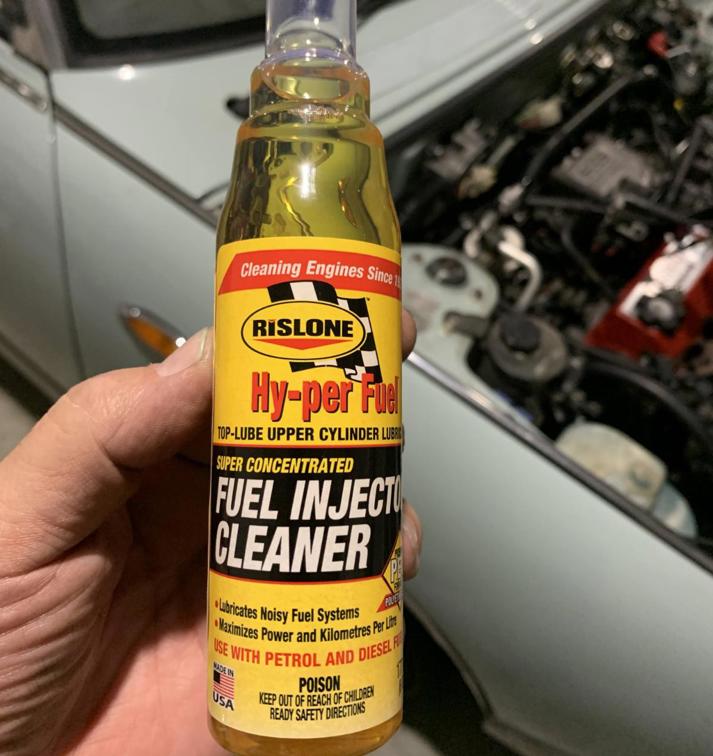 Cleaning Engines Since
RiSLONE
Hy-per Fuel
TOP-LUBE UPPER CYLINDER
SUPER CONCENTRATED
FUEL INJECTO
CLEANER
• Lubricates Noisy Fuel Systems
• Maximizes Power and Kilometres Per Litre
USE WITH PETROL AND DIESEL
MADE IN
USA
POISON
KEEP OUT OF REACH OF CHILDREN
READY SAFETY DIRECTIONS